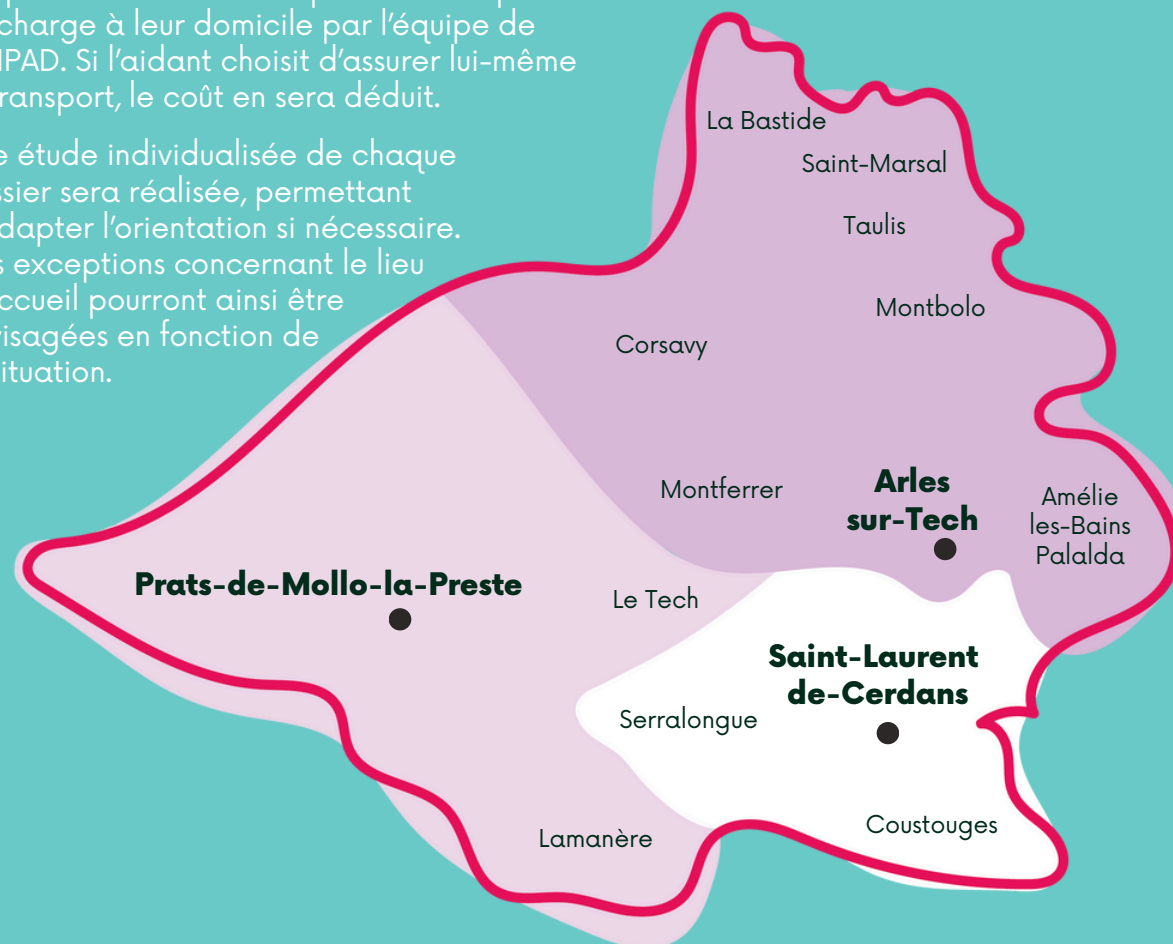 charge à leur domicile par l’équipe de
PAD. Si l’aidant choisit d’assurer lui-même
ransport, le coût en sera déduit.
e étude individualisée de chaque
ssier sera réalisée, permettant
dapter l’orientation si nécessaire.
s exceptions concernant le lieu
ccueil pourront ainsi être
isagées en fonction de
ituation.
La Bastide
Saint-Marsal
Taulis
Montbolo
Corsavy
Montferrer
Arles
sur-Tech
Amélie
les-Bains
Palalda
Prats-de-Mollo-la-Preste
Le Tech
Saint-Laurent
de-Cerdans
Serralongue
Coustouges
Lamanère